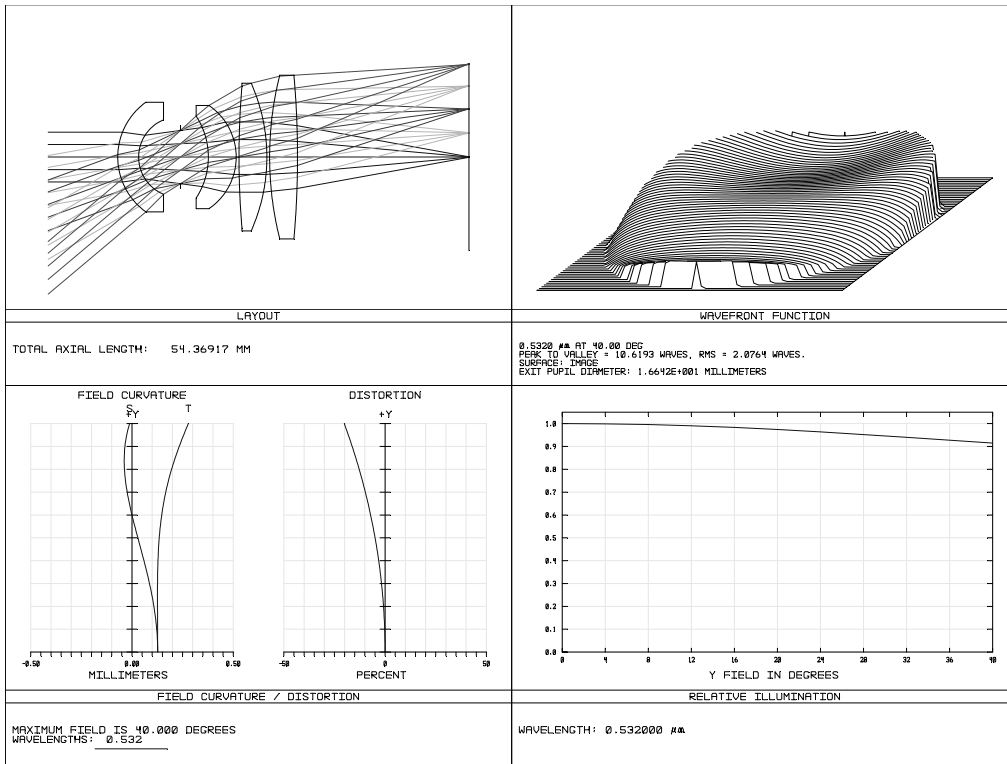 LAYOUT
TOTAL AXIAL LENGTH: 54.36917 MM
WAVEFRONT FUNCTION
0.5320 µm AT 40.00 DEG
PEAK TO VALLEY = 10.6193 WAVES, RMS = 2.0764 WAVES.
SURFACE: IMAGE
EXIT PUPIL DIAMETER: 1.6642E+001 MILLIMETERS
FIELD CURVATURE
S T
+Y
-0.50 0.00 0.50
MILLIMETERS
DISTORTION
+Y
-50 0 50
PERCENT
FIELD CURVATURE / DISTORTION
MAXIMUM FIELD IS 40.000 DEGREES
WAVELENGTHS: 0.532
1.0
0.9
0.8
0.7
0.6
0.5
0.4
0.3
0.2
0.1
0.0
0 4 8 12 16 20 24 28 32 36 40
Y FIELD IN DEGREES
RELATIVE ILLUMINATION
WAVELENGTH: 0.532000 µm